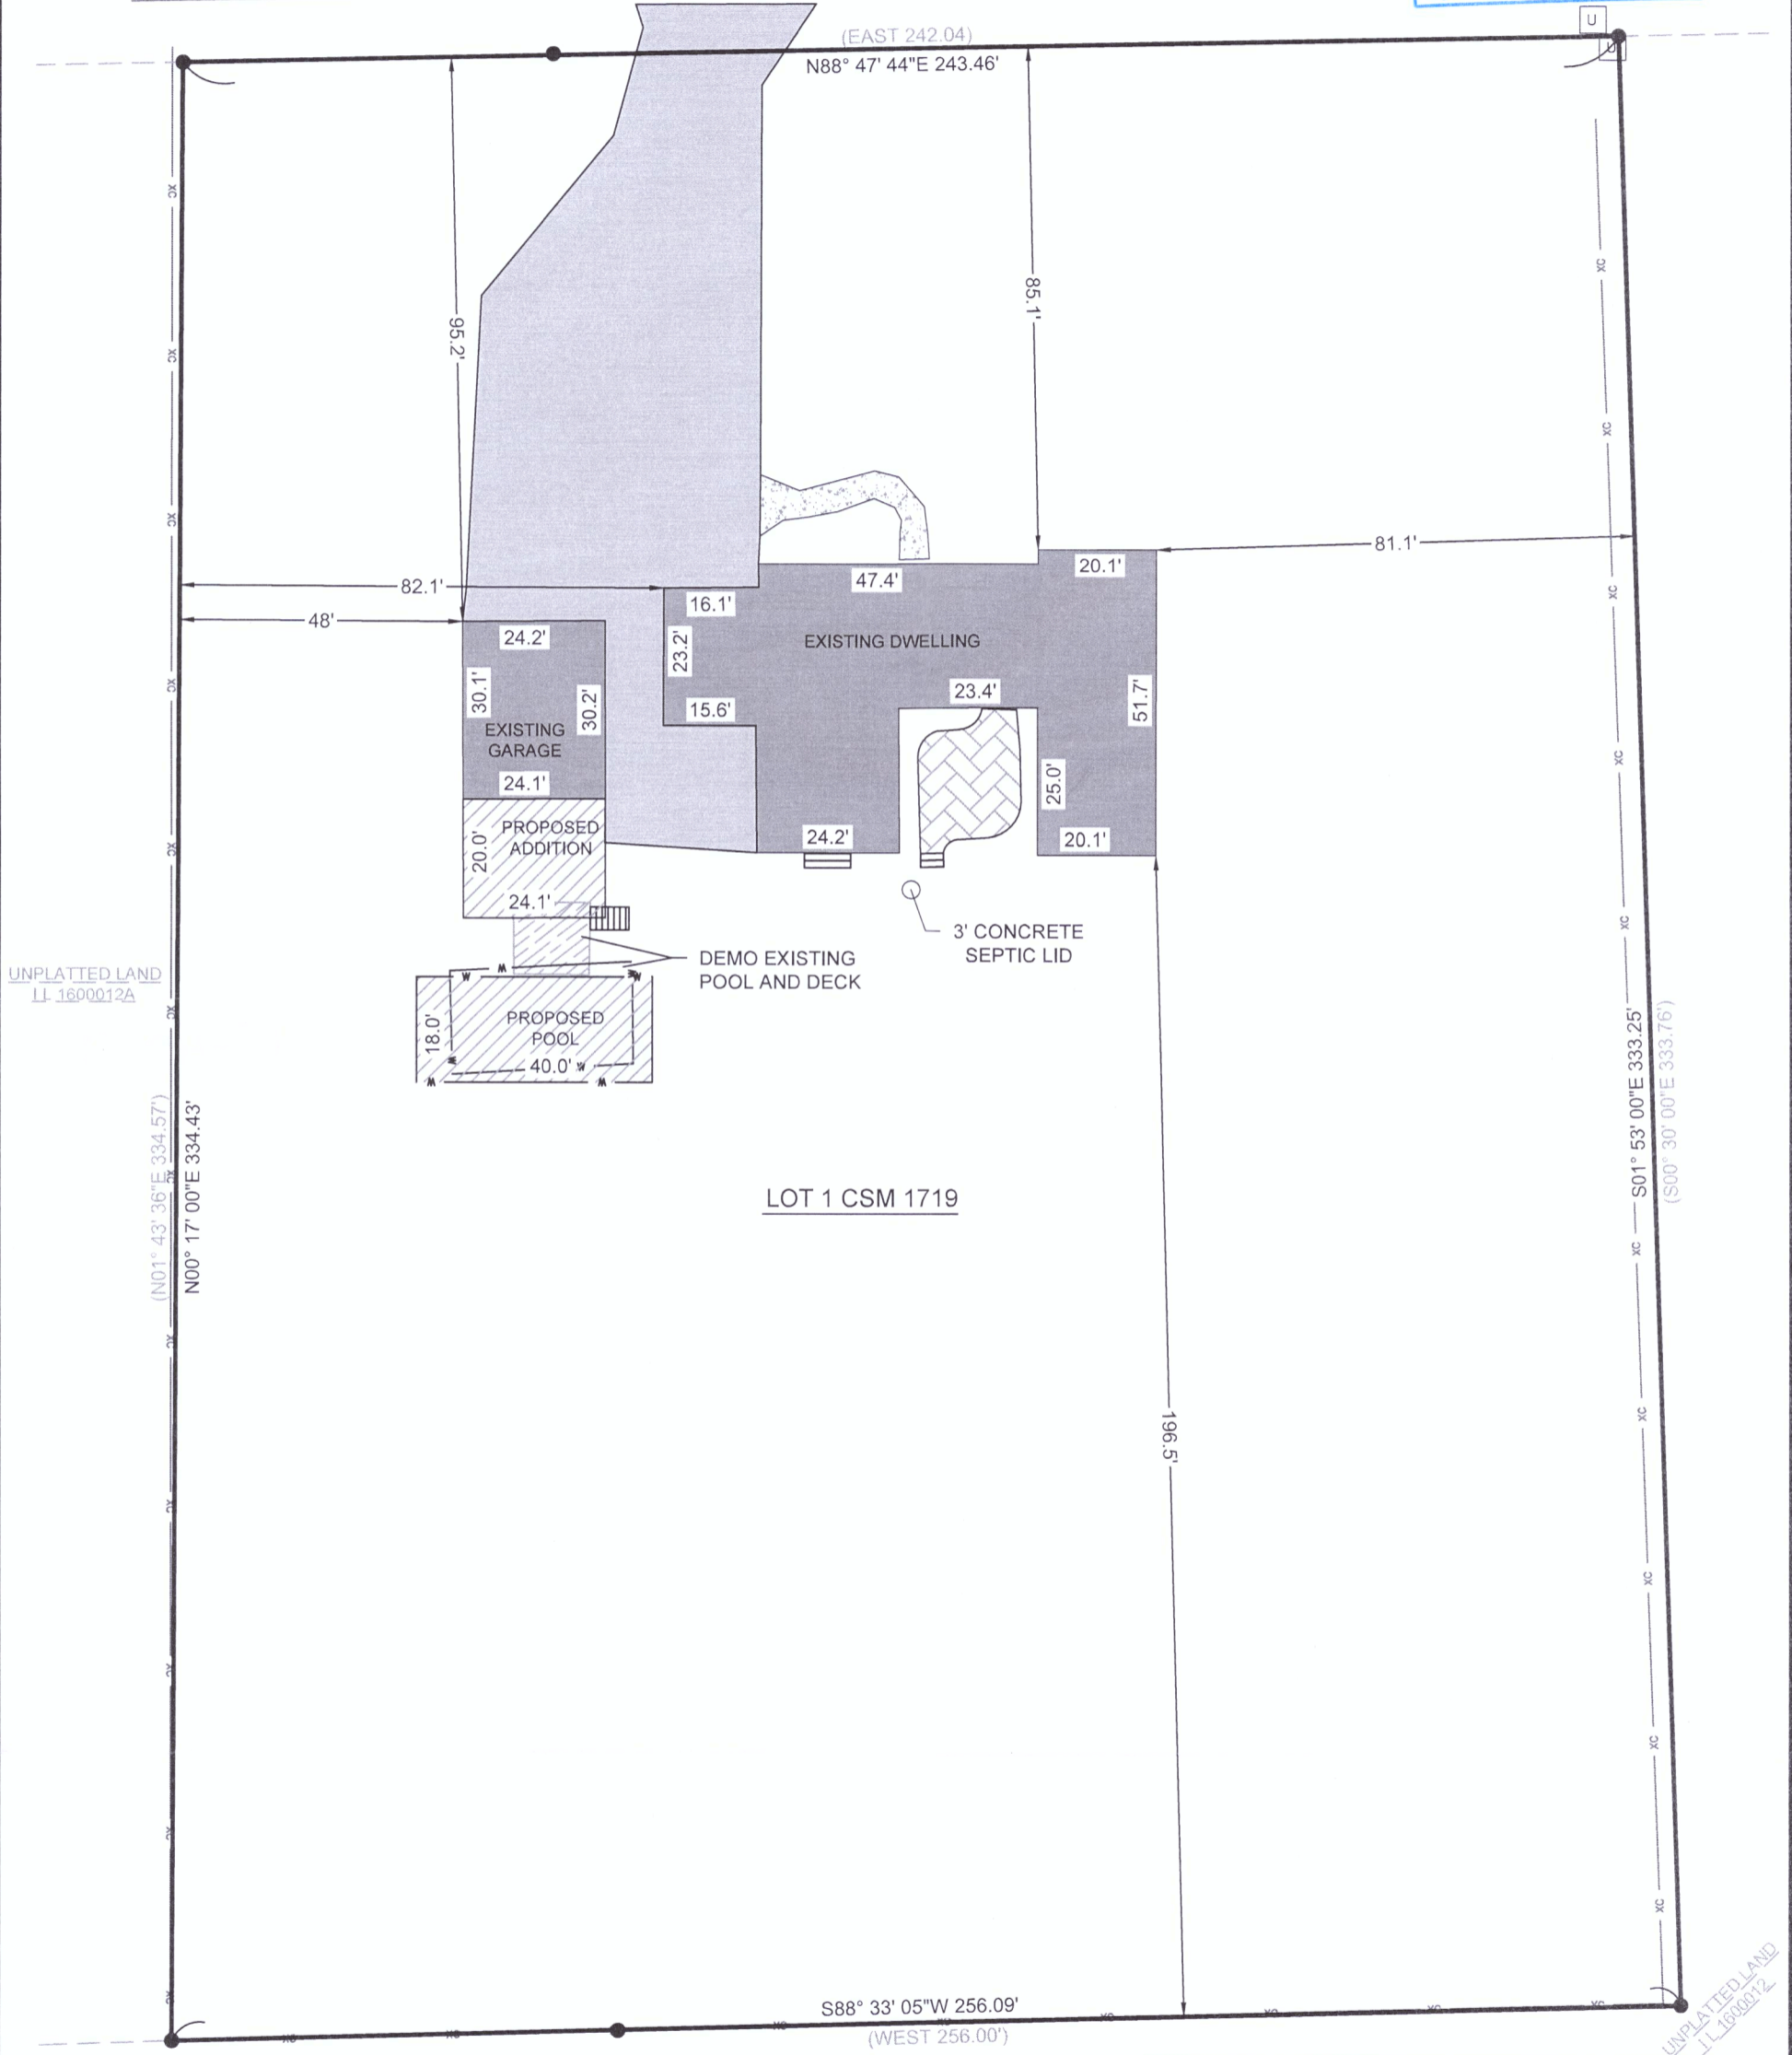 U
U
(EAST 242.04)
N88° 47' 44"E 243.46'
95.2'
85.1'
81.1'
82.1'
48'
47.4'
20.1'
16.1'
24.2'
23.2'
EXISTING DWELLING
30.1'
30.2'
23.4'
51.7'
15.6'
EXISTING
GARAGE
24.1'
25.0'
PROPOSED
ADDITION
20.0'
24.2'
20.1'
24.1'
3' CONCRETE
SEPTIC LID
DEMO EXISTING
POOL AND DECK
UNPLATTED LAND
I.L. 1600012A
PROPOSED
POOL
18.0'
40.0'
(N01° 43' 36"E 334.57')
N00° 17' 00"E 334.43'
S01° 53' 00"E 333.25'
(S00° 30' 00"E 333.76')
LOT 1 CSM 1719
196.5'
S88° 33' 05"W 256.09'
(WEST 256.00')
UNPLATTED LAND
I.L. 1600012